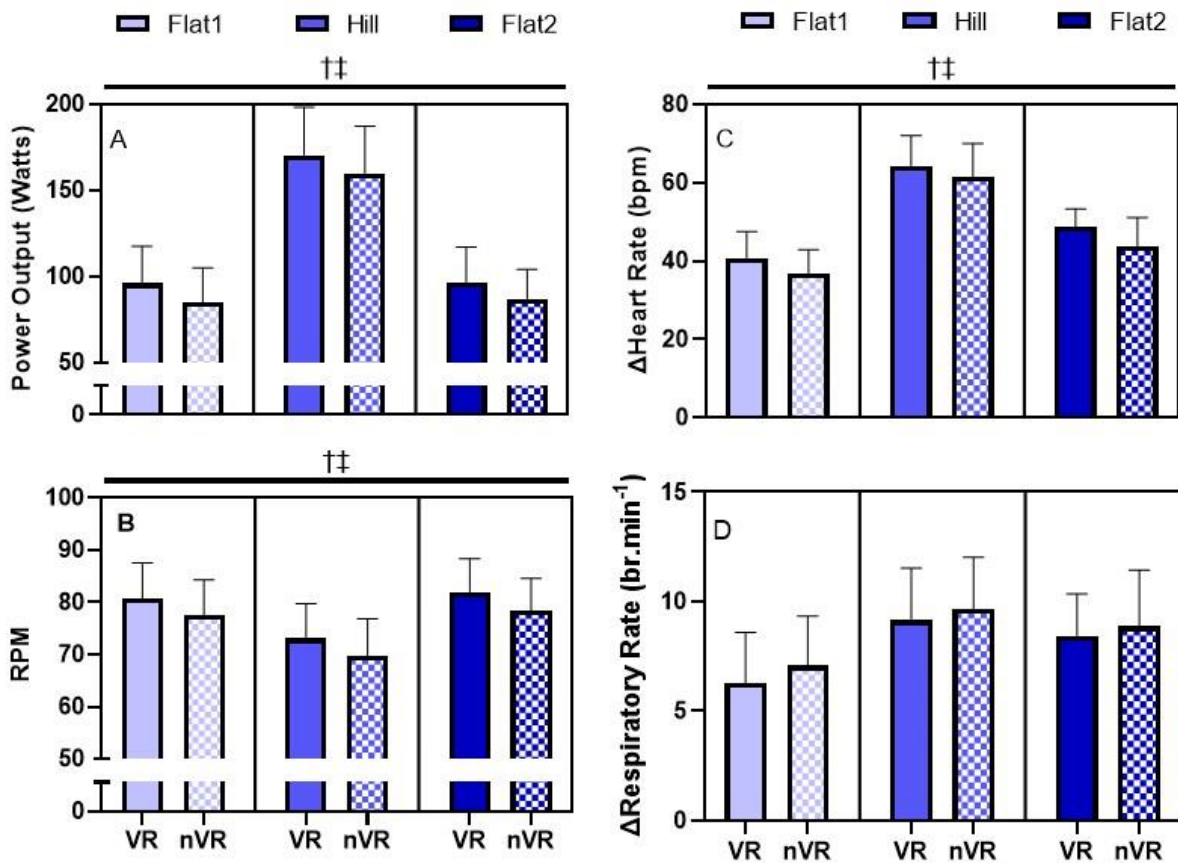 Flat1 Hill Flat2
†‡
Power Output (Watts)
A
200
150
100
50
0
†‡
RPM
B
100
90
80
70
60
50
0
VR nVR VR nVR VR nVR
Flat1 Hill Flat2
†‡
ΔHeart Rate (bpm)
C
80
60
40
20
0
ΔRespiratory Rate (br.min⁻¹)
D
15
10
5
0
VR nVR VR nVR VR nVR